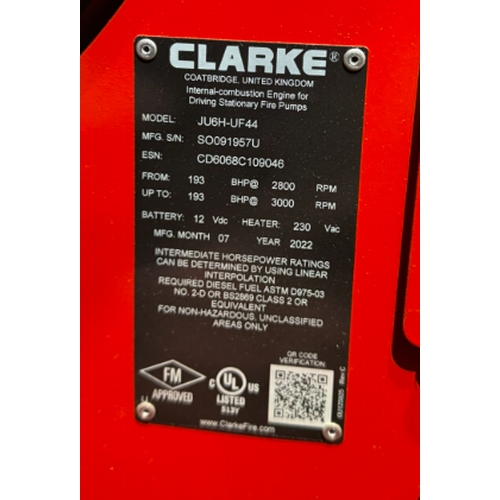 CLARKE®
COATBRIDGE, UNITED KINGDOM
Internal-combustion Engine for
Driving Stationary Fire Pumps
MODEL: JU6H-UF44
MFG. S/N: SO091957U
ESN: CD6068C109046
FROM: 193 BHP@ 2800 RPM
UP TO: 193 BHP@ 3000 RPM
BATTERY: 12 Vdc HEATER: 230 Vac
MFG. MONTH 07 YEAR 2022
INTERMEDIATE HORSEPOWER RATINGS
CAN BE DETERMINED BY USING LINEAR
INTERPOLATION
REQUIRED DIESEL FUEL ASTM D975-03
NO. 2-D OR BS2869 CLASS 2 OR
EQUIVALENT
FOR NON-HAZARDOUS, UNCLASSIFIED
AREAS ONLY
QR CODE
VERIFICATION:
FM
APPROVED
C UL US
LISTED
513Y
Rev C
www.ClarkeFire.com